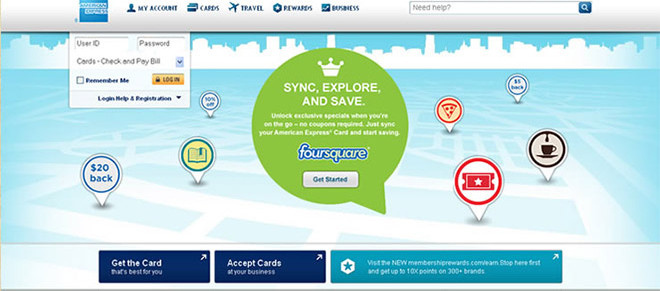 AMERICAN EXPRESS
MY ACCOUNT CARDS TRAVEL REWARDS BUSINESS
Need help?
User ID Password
Cards - Check and Pay Bill
Remember Me LOG IN
Login Help & Registration
10% off
$20 back
$5 back
SYNC, EXPLORE,
AND SAVE.
Unlock exclusive specials when you're
on the go – no coupons required. Just sync
your American Express® Card and start saving.
foursquare
Get Started
Get the Card
that's best for you
Accept Cards
at your business
Visit the NEW membershiprewards.com/earn.Stop here first
and get up to 10X points on 300+ brands.